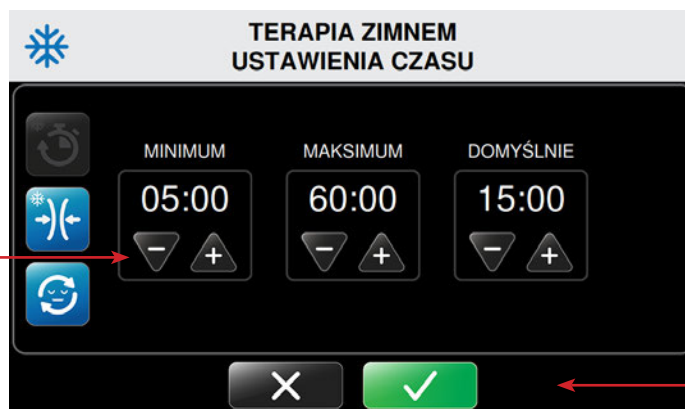 TERAPIA ZIMNEM
USTAWIENIA CZASU
MINIMUM MAKSIMUM DOMYŚLNIE
05:00 60:00 15:00